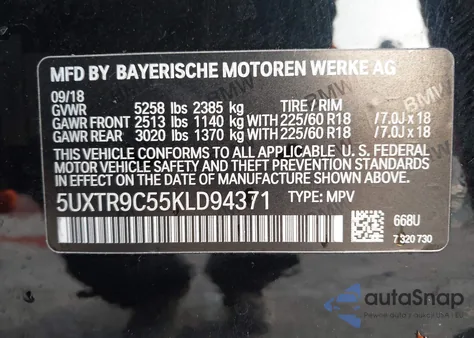 MFD BY BAYERISCHE MOTOREN WERKE AG
09/18
GVWR 5258 lbs 2385 kg TIRE / RIM
GAWR FRONT 2513 lbs 1140 kg WITH 225/60 R18 /7.0J x 18
GAWR REAR 3020 lbs 1370 kg WITH 225/60 R18 /7.0J x 18
THIS VEHICLE CONFORMS TO ALL APPLICABLE U. S. FEDERAL
MOTOR VEHICLE SAFETY AND THEFT PREVENTION STANDARDS
IN EFFECT ON THE DATE OF MANUFACTURE SHOWN ABOVE.
5UXTR9C55KLD94371 TYPE: MPV
668U
7 320 730
autoSnap